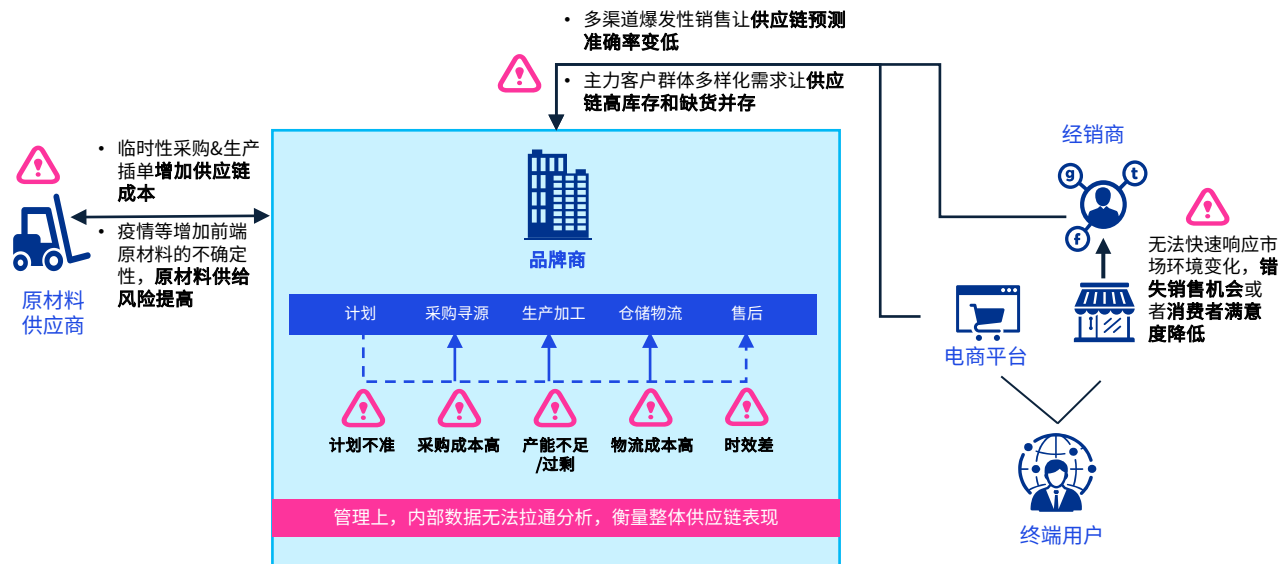 • 多渠道爆发性销售让供应链预测
准确率变低
• 主力客户群体多样化需求让供应
链高库存和缺货并存
• 临时性采购&生产
插单增加供应链
成本
• 疫情等增加前端
原材料的不确定
性，原材料供给
风险提高
原材料
供应商
品牌商
计划 采购寻源 生产加工 仓储物流 售后
计划不准 采购成本高 产能不足 物流成本高 时效差
/过剩
管理上，内部数据无法拉通分析，衡量整体供应链表现
经销商
g t
f
无法快速响应市
场环境变化，错
失销售机会或
者消费者满意
度降低
电商平台
终端用户